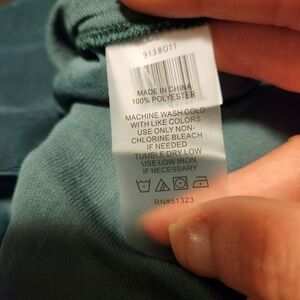 9138011
MADE IN CHINA
100% POLYESTER
MACHINE WASH COLD
WITH LIKE COLORS
USE ONLY NON-
CHLORINE BLEACH
IF NEEDED
TUMBLE DRY LOW
USE LOW IRON
IF NECESSARY
RN#51323